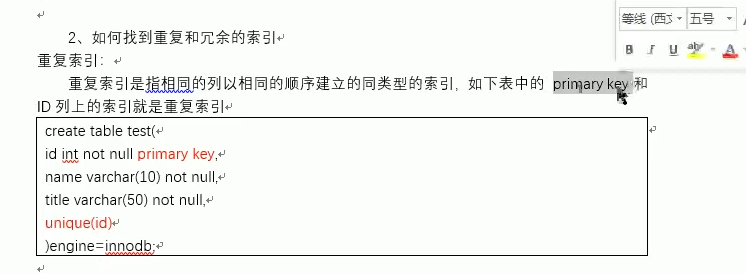 2、如何找到重复和冗余的索引
等线 (西文 五号
B I U aby A
重复索引：
重复索引是指相同的列以相同的顺序建立的同类型的索引, 如下表中的 primary key 和
ID 列上的索引就是重复索引
create table test(
id int not null primary key,
name varchar(10) not null,
title varchar(50) not null,
unique(id)
)engine=innodb;